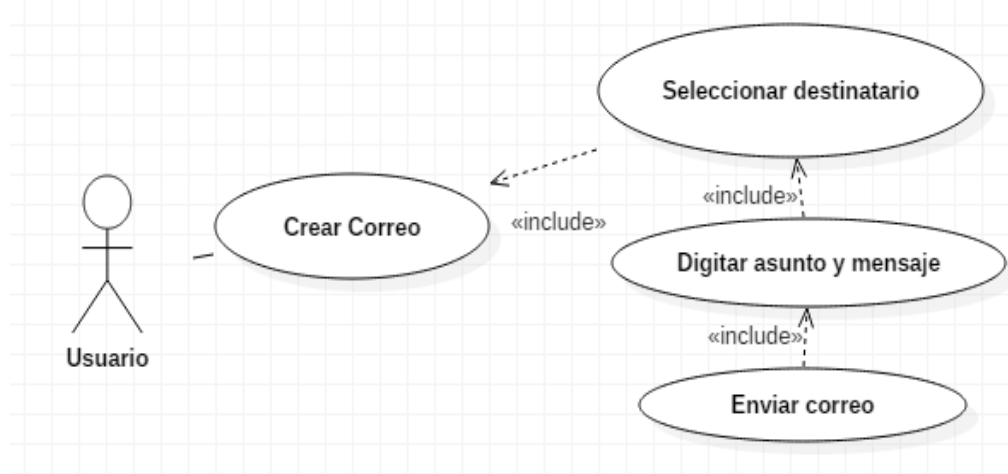 Seleccionar destinatario
«include»
Crear Correo
«include»
Digitar asunto y mensaje
«include»
Usuario
Enviar correo